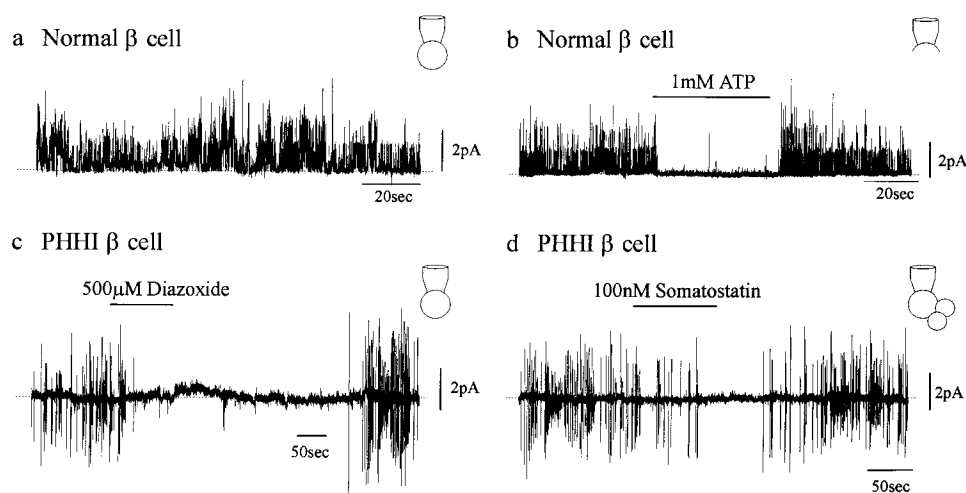 a Normal β cell
2pA
20sec
b Normal β cell
1mM ATP
2pA
20sec
c PHHI β cell
500μM Diazoxide
2pA
50sec
d PHHI β cell
100nM Somatostatin
2pA
50sec